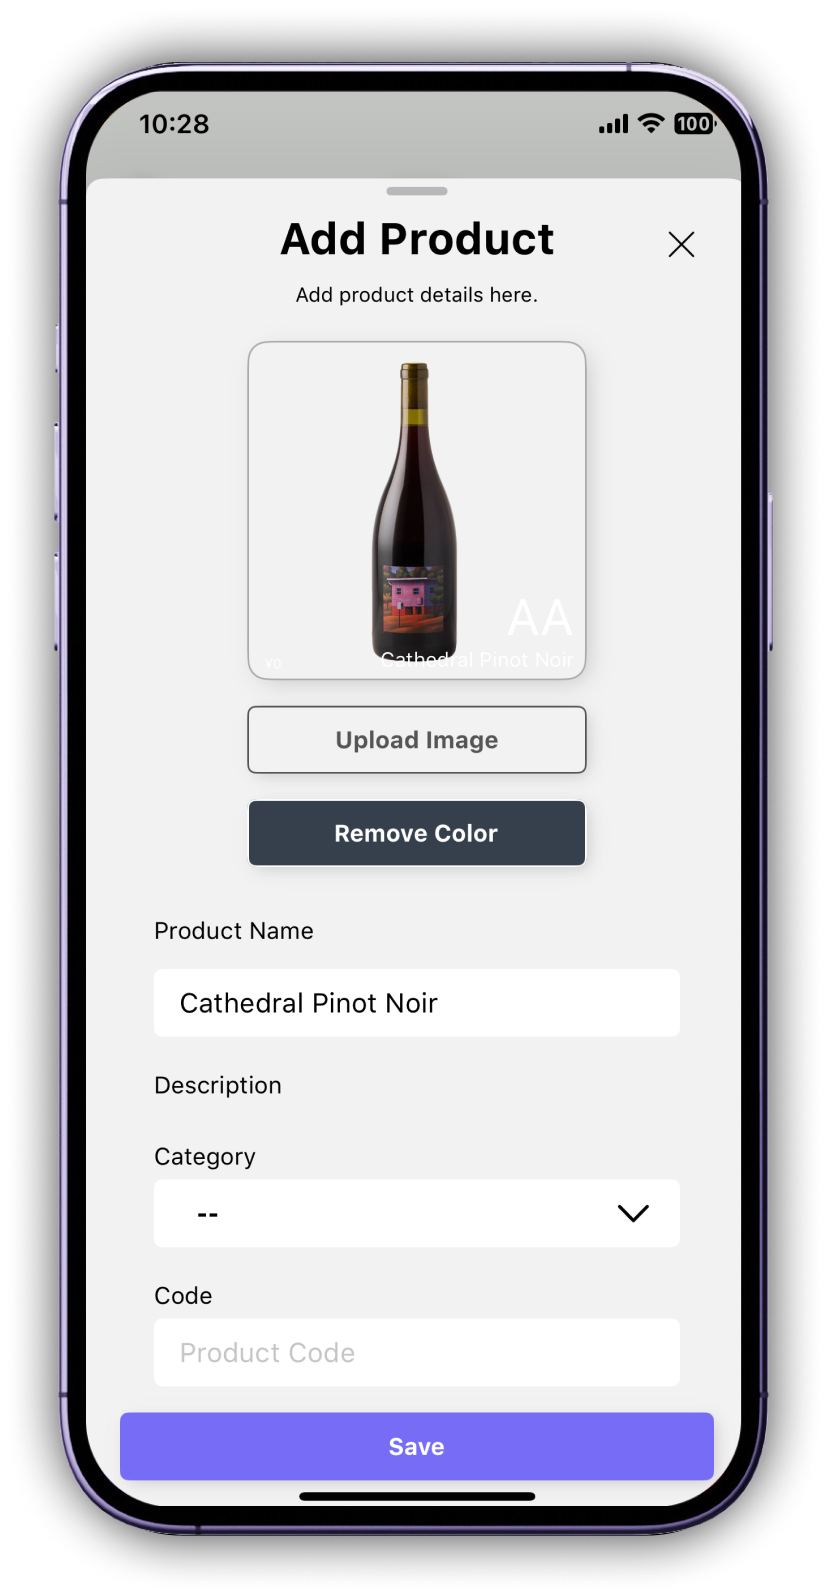 10:28
100
Add Product
Add product details here.
AA
¥0
Cathedral Pinot Noir
Upload Image
Remove Color
Product Name
Cathedral Pinot Noir
Description
Category
--
Code
Product Code
Save